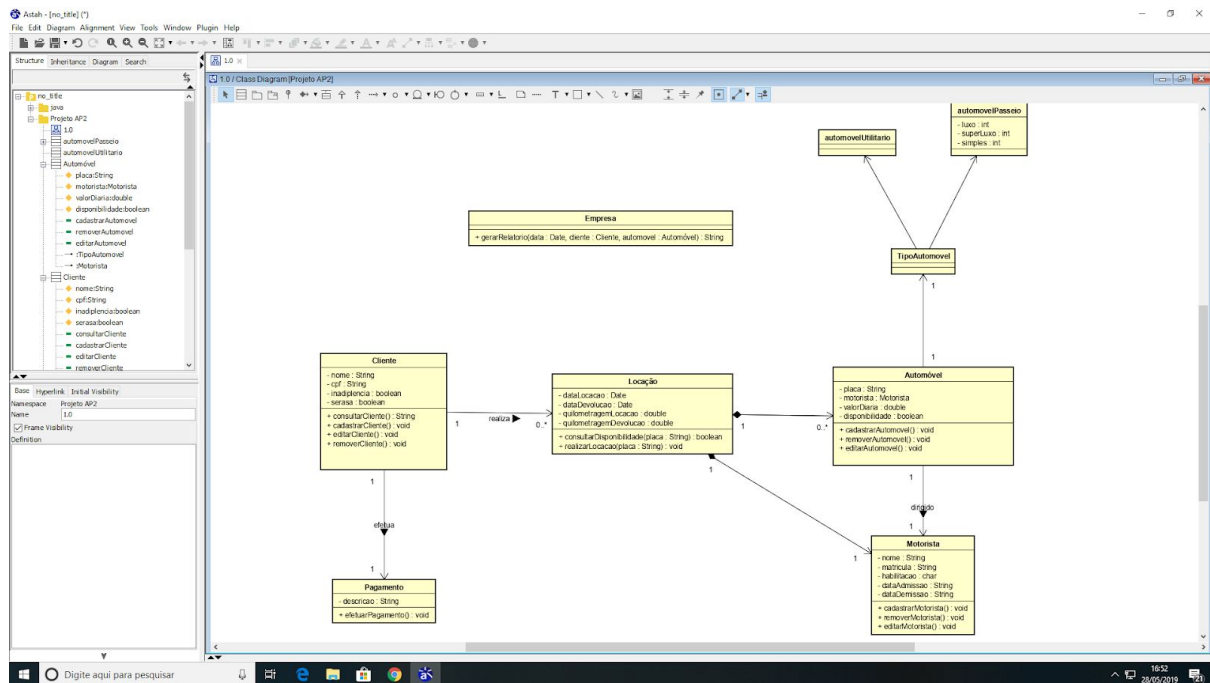 Astah - [no_title] (*)
File Edit Diagram Alignment View Tools Window Plugin Help
Structure Inheritance Diagram Search
no_title
java
Projeto AP2
1.0
automovelPasseio
automovelUtilitario
Automóvel
placa:String
motorista:Motorista
valorDiaria:double
disponibilidade:boolean
cadastrarAutomovel
removerAutomovel
editarAutomovel
:TipoAutomovel
:Motorista
Cliente
nome:String
cpf:String
inadiplencia:boolean
serasa:boolean
consultarCliente
cadastrarCliente
editarCliente
removerCliente
Base Hyperlink Initial Visibility
Namespace Projeto AP2
Name 1.0
Frame Visibility
Definition
1.0
1.0 / Class Diagram [Projeto AP2]
automovelUtilitario
automovelPasseio
- luxo : int
- superLuxo : int
- simples : int
Empresa
+ gerarRelatorio(data : Date, cliente : Cliente, automovel : Automóvel) : String
TipoAutomovel
1
1
Cliente
- nome : String
- cpf : String
- inadiplencia : boolean
- serasa : boolean
+ consultarCliente() : String
+ cadastrarCliente() : void
+ editarCliente() : void
+ removerCliente() : void
1
realiza
0..*
Locação
- dataLocacao : Date
- dataDevolucao : Date
- quilometragemLocacao : double
- quilometragemDevolucao : double
+ consultarDisponibilidade(placa : String) : boolean
+ realizarLocacao(placa : String) : void
1
0..*
Automóvel
- placa : String
- motorista : Motorista
- valorDiaria : double
- disponibilidade : boolean
+ cadastrarAutomovel() : void
+ removerAutomovel() : void
+ editarAutomovel() : void
1
1
1
efetua
1
dirigido
1
1
Motorista
- nome : String
- matricula : String
- habilitacao : char
- dataAdmissao : String
- dataDemissao : String
+ cadastrarMotorista() : void
+ removerMotorista() : void
+ editarMotorista() : void
Pagamento
- descricao : String
+ efetuarPagamento() : void
Digite aqui para pesquisar
16:52
28/05/2019
21